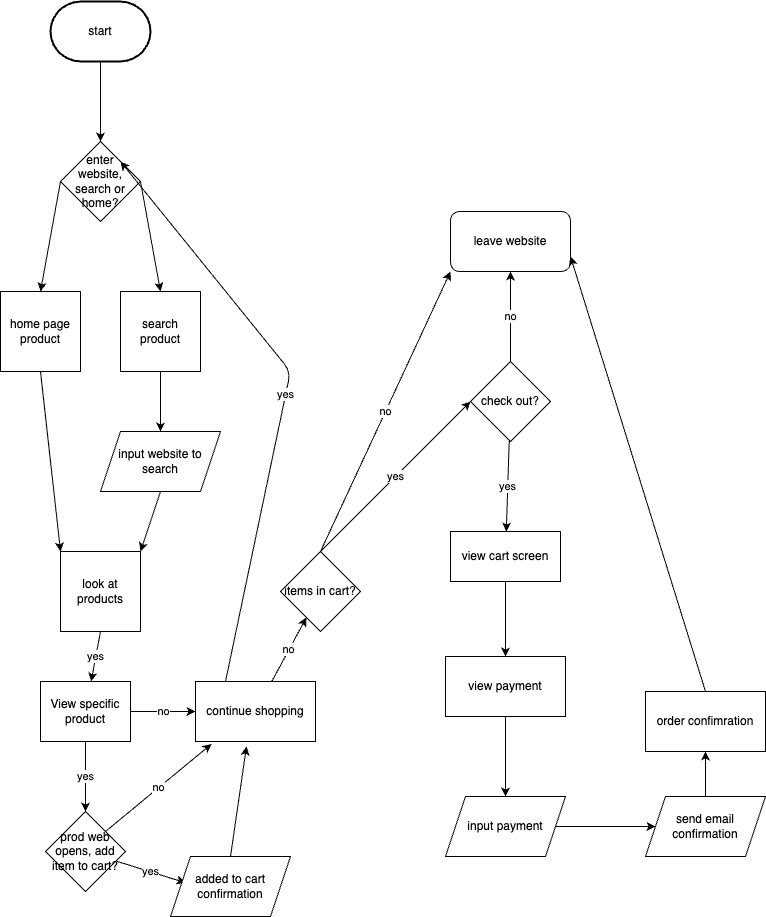 start
enter
website,
search or
home?
leave website
home page
product
search
product
no
yes
no
check out?
input website to
search
yes
yes
view cart screen
look at
products
items in cart?
yes
no
view payment
View specific
product
no
continue shopping
order confimration
yes
no
prod web
opens, add
item to cart?
input payment
send email
confirmation
yes
added to cart
confirmation